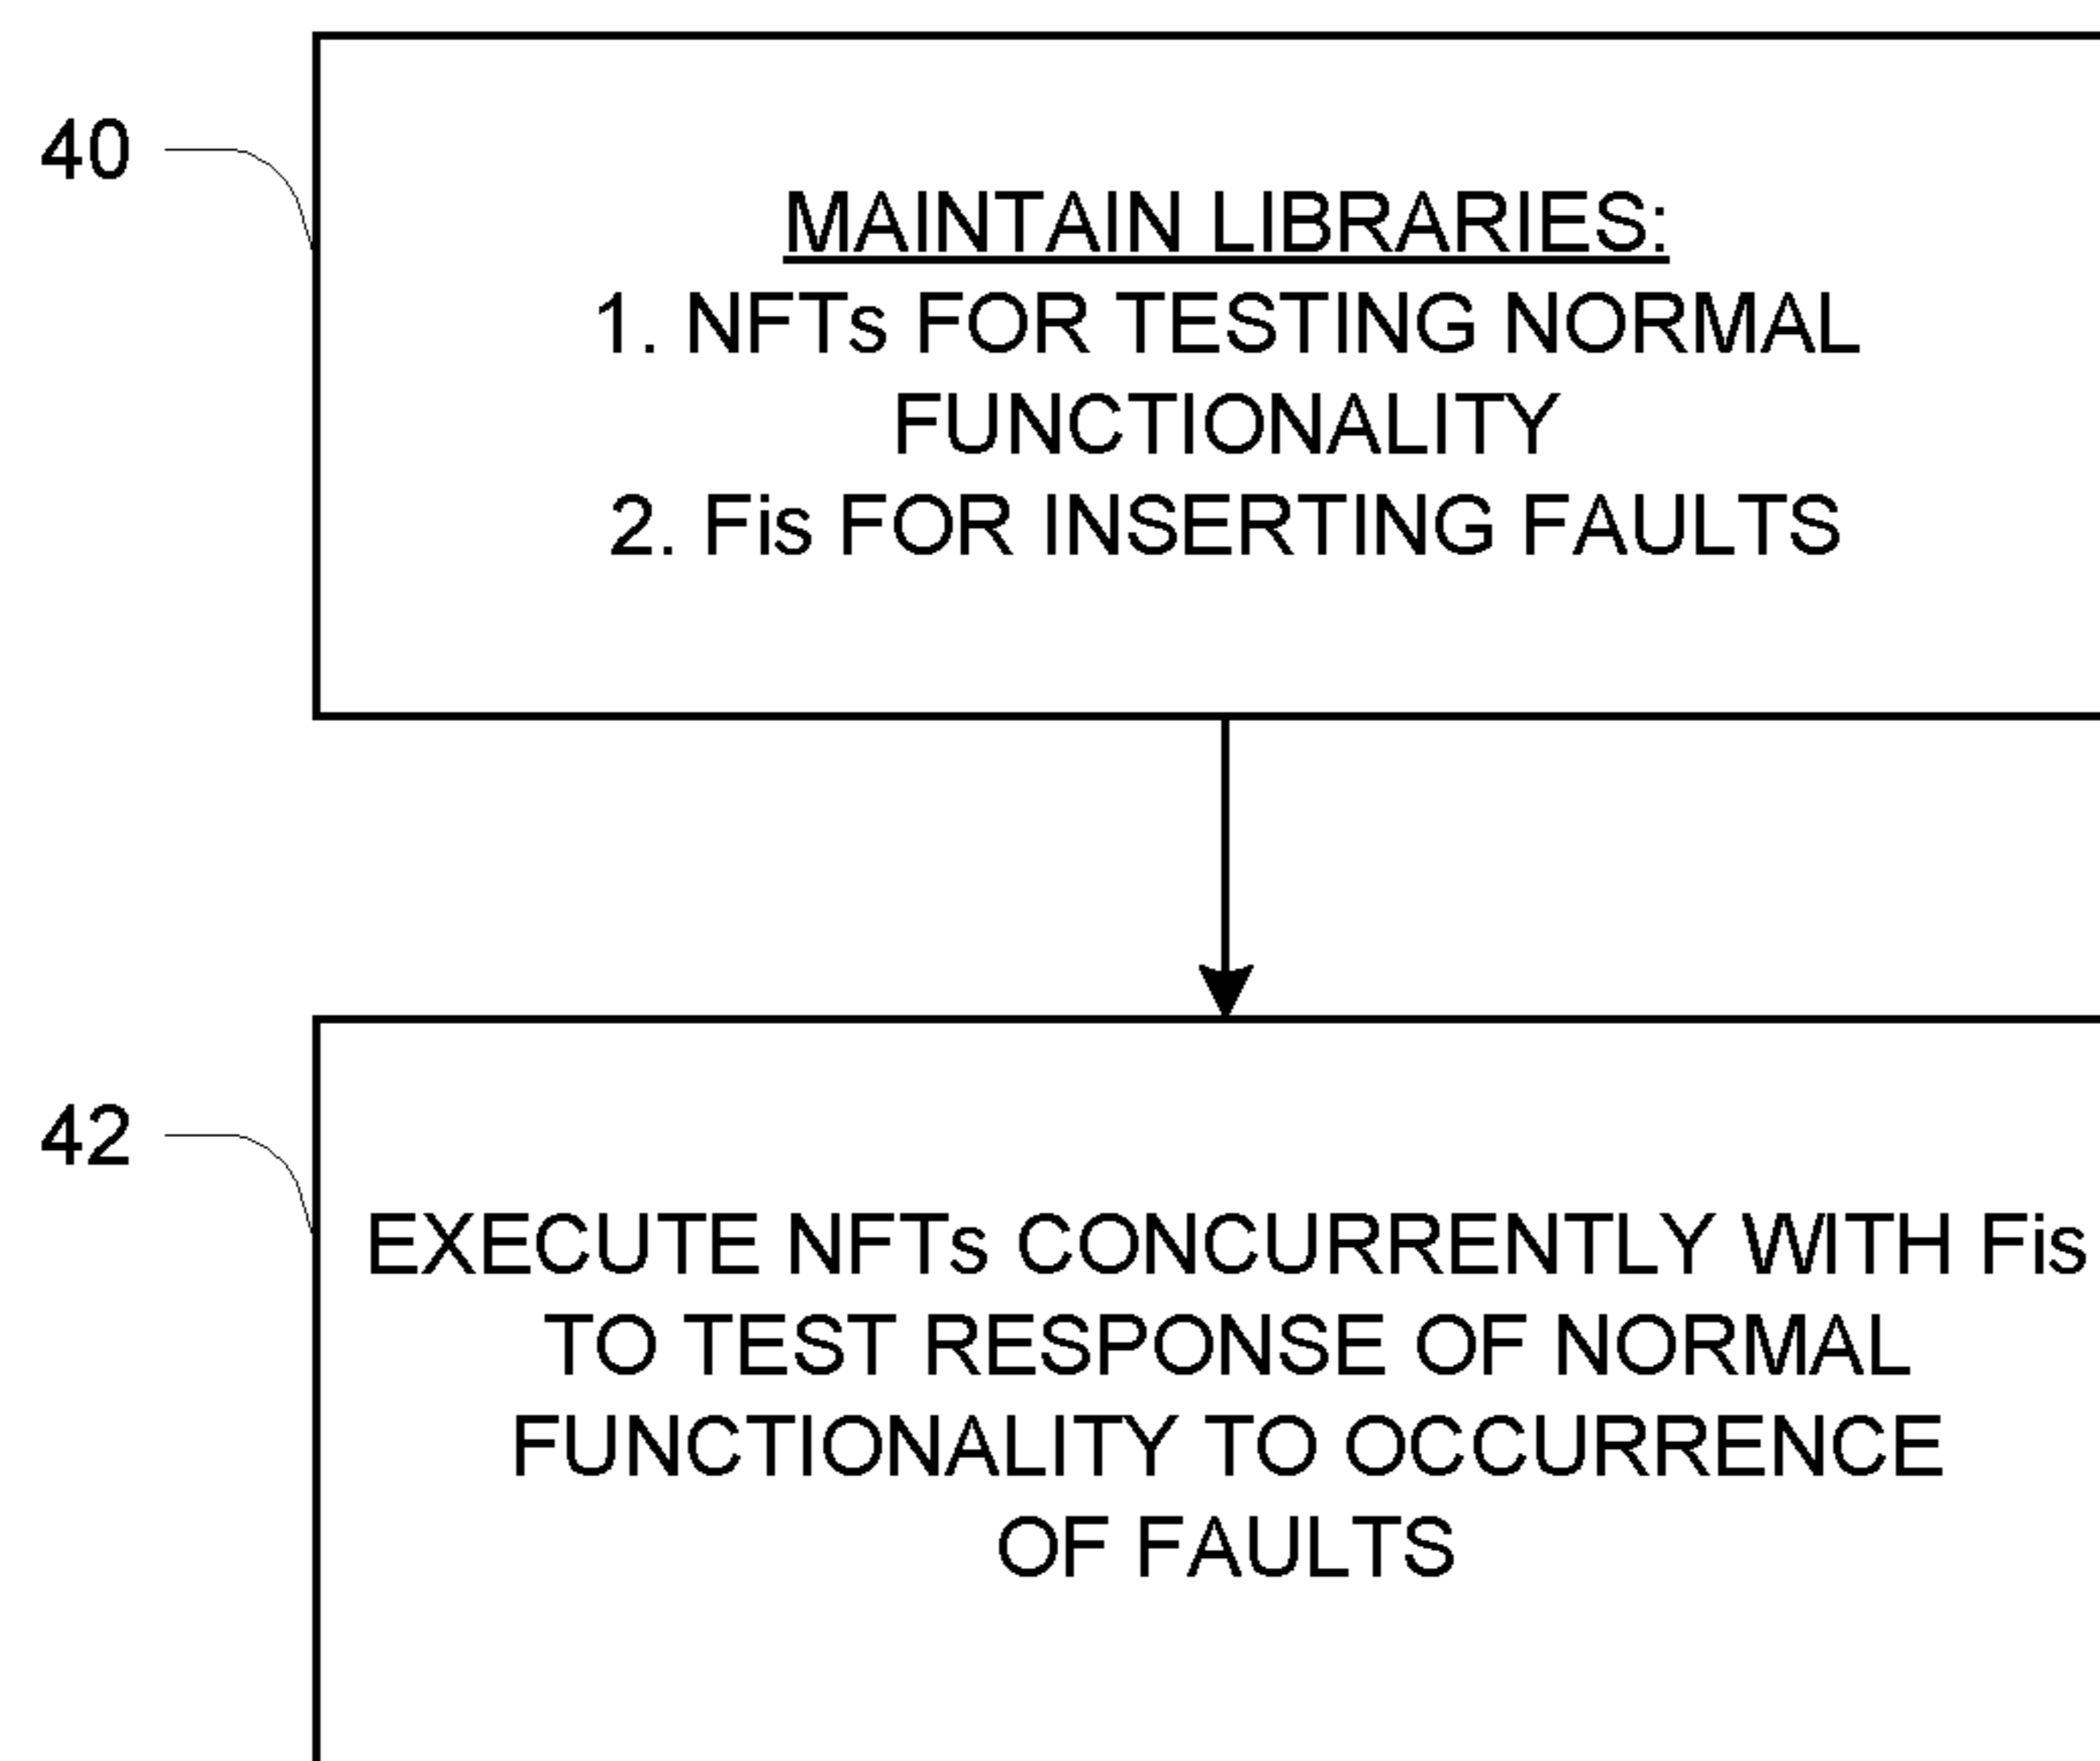 40
MAINTAIN LIBRARIES:
1. NFTs FOR TESTING NORMAL
FUNCTIONALITY
2. Fis FOR INSERTING FAULTS
42
EXECUTE NFTs CONCURRENTLY WITH Fis
TO TEST RESPONSE OF NORMAL
FUNCTIONALITY TO OCCURRENCE
OF FAULTS